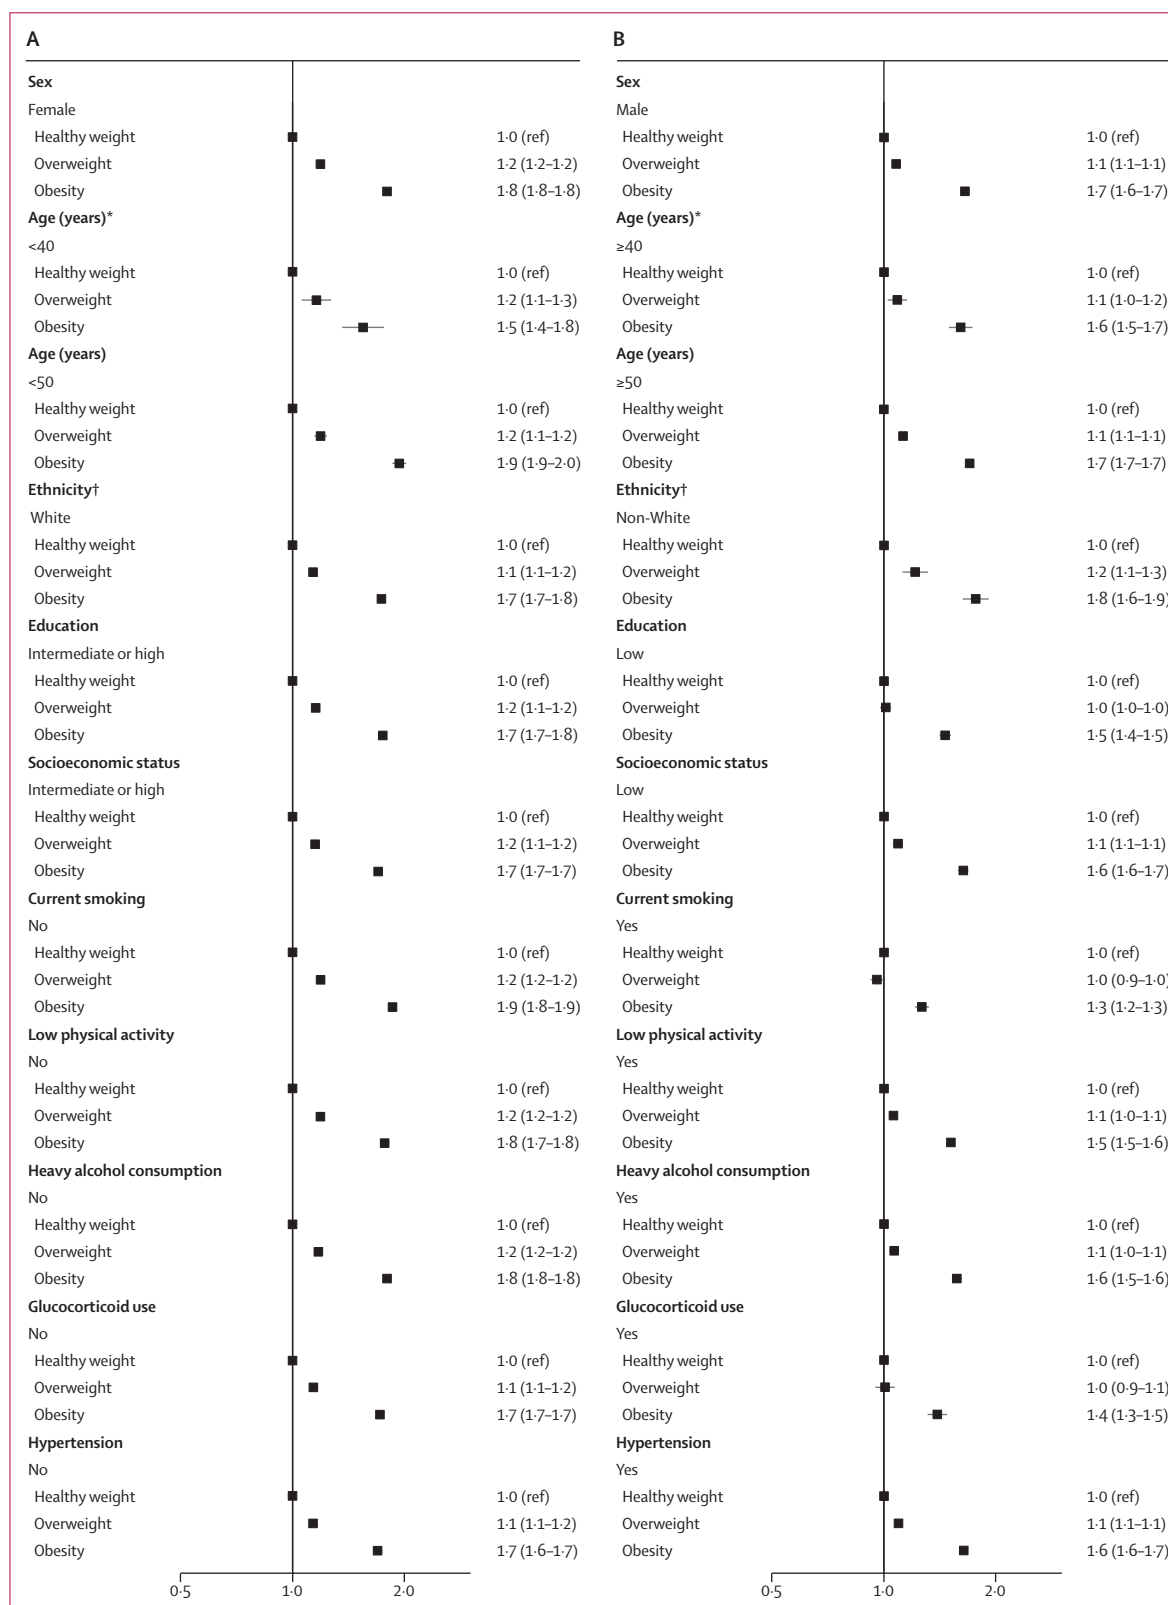 A
Sex
Female
Healthy weight 1·0 (ref)
Overweight 1·2 (1·2–1·2)
Obesity 1·8 (1·8–1·8)
Age (years)*
<40
Healthy weight 1·0 (ref)
Overweight 1·2 (1·1–1·3)
Obesity 1·5 (1·4–1·8)
Age (years)
<50
Healthy weight 1·0 (ref)
Overweight 1·2 (1·1–1·2)
Obesity 1·9 (1·9–2·0)
Ethnicity†
White
Healthy weight 1·0 (ref)
Overweight 1·1 (1·1–1·2)
Obesity 1·7 (1·7–1·8)
Education
Intermediate or high
Healthy weight 1·0 (ref)
Overweight 1·2 (1·1–1·2)
Obesity 1·7 (1·7–1·8)
Socioeconomic status
Intermediate or high
Healthy weight 1·0 (ref)
Overweight 1·2 (1·1–1·2)
Obesity 1·7 (1·7–1·7)
Current smoking
No
Healthy weight 1·0 (ref)
Overweight 1·2 (1·2–1·2)
Obesity 1·9 (1·8–1·9)
Low physical activity
No
Healthy weight 1·0 (ref)
Overweight 1·2 (1·2–1·2)
Obesity 1·8 (1·7–1·8)
Heavy alcohol consumption
No
Healthy weight 1·0 (ref)
Overweight 1·2 (1·2–1·2)
Obesity 1·8 (1·8–1·8)
Glucocorticoid use
No
Healthy weight 1·0 (ref)
Overweight 1·1 (1·1–1·2)
Obesity 1·7 (1·7–1·7)
Hypertension
No
Healthy weight 1·0 (ref)
Overweight 1·1 (1·1–1·2)
Obesity 1·7 (1·6–1·7)
0·5 1·0 2·0
B
Sex
Male
Healthy weight 1·0 (ref)
Overweight 1·1 (1·1–1·1)
Obesity 1·7 (1·6–1·7)
Age (years)*
≥40
Healthy weight 1·0 (ref)
Overweight 1·1 (1·0–1·2)
Obesity 1·6 (1·5–1·7)
Age (years)
≥50
Healthy weight 1·0 (ref)
Overweight 1·1 (1·1–1·1)
Obesity 1·7 (1·7–1·7)
Ethnicity†
Non-White
Healthy weight 1·0 (ref)
Overweight 1·2 (1·1–1·3)
Obesity 1·8 (1·6–1·9)
Education
Low
Healthy weight 1·0 (ref)
Overweight 1·0 (1·0–1·0)
Obesity 1·5 (1·4–1·5)
Socioeconomic status
Low
Healthy weight 1·0 (ref)
Overweight 1·1 (1·1–1·1)
Obesity 1·6 (1·6–1·7)
Current smoking
Yes
Healthy weight 1·0 (ref)
Overweight 1·0 (0·9–1·0)
Obesity 1·3 (1·2–1·3)
Low physical activity
Yes
Healthy weight 1·0 (ref)
Overweight 1·1 (1·0–1·1)
Obesity 1·5 (1·5–1·6)
Heavy alcohol consumption
Yes
Healthy weight 1·0 (ref)
Overweight 1·1 (1·0–1·1)
Obesity 1·6 (1·5–1·6)
Glucocorticoid use
Yes
Healthy weight 1·0 (ref)
Overweight 1·0 (0·9–1·1)
Obesity 1·4 (1·3–1·5)
Hypertension
Yes
Healthy weight 1·0 (ref)
Overweight 1·1 (1·1–1·1)
Obesity 1·6 (1·6–1·7)
0·5 1·0 2·0